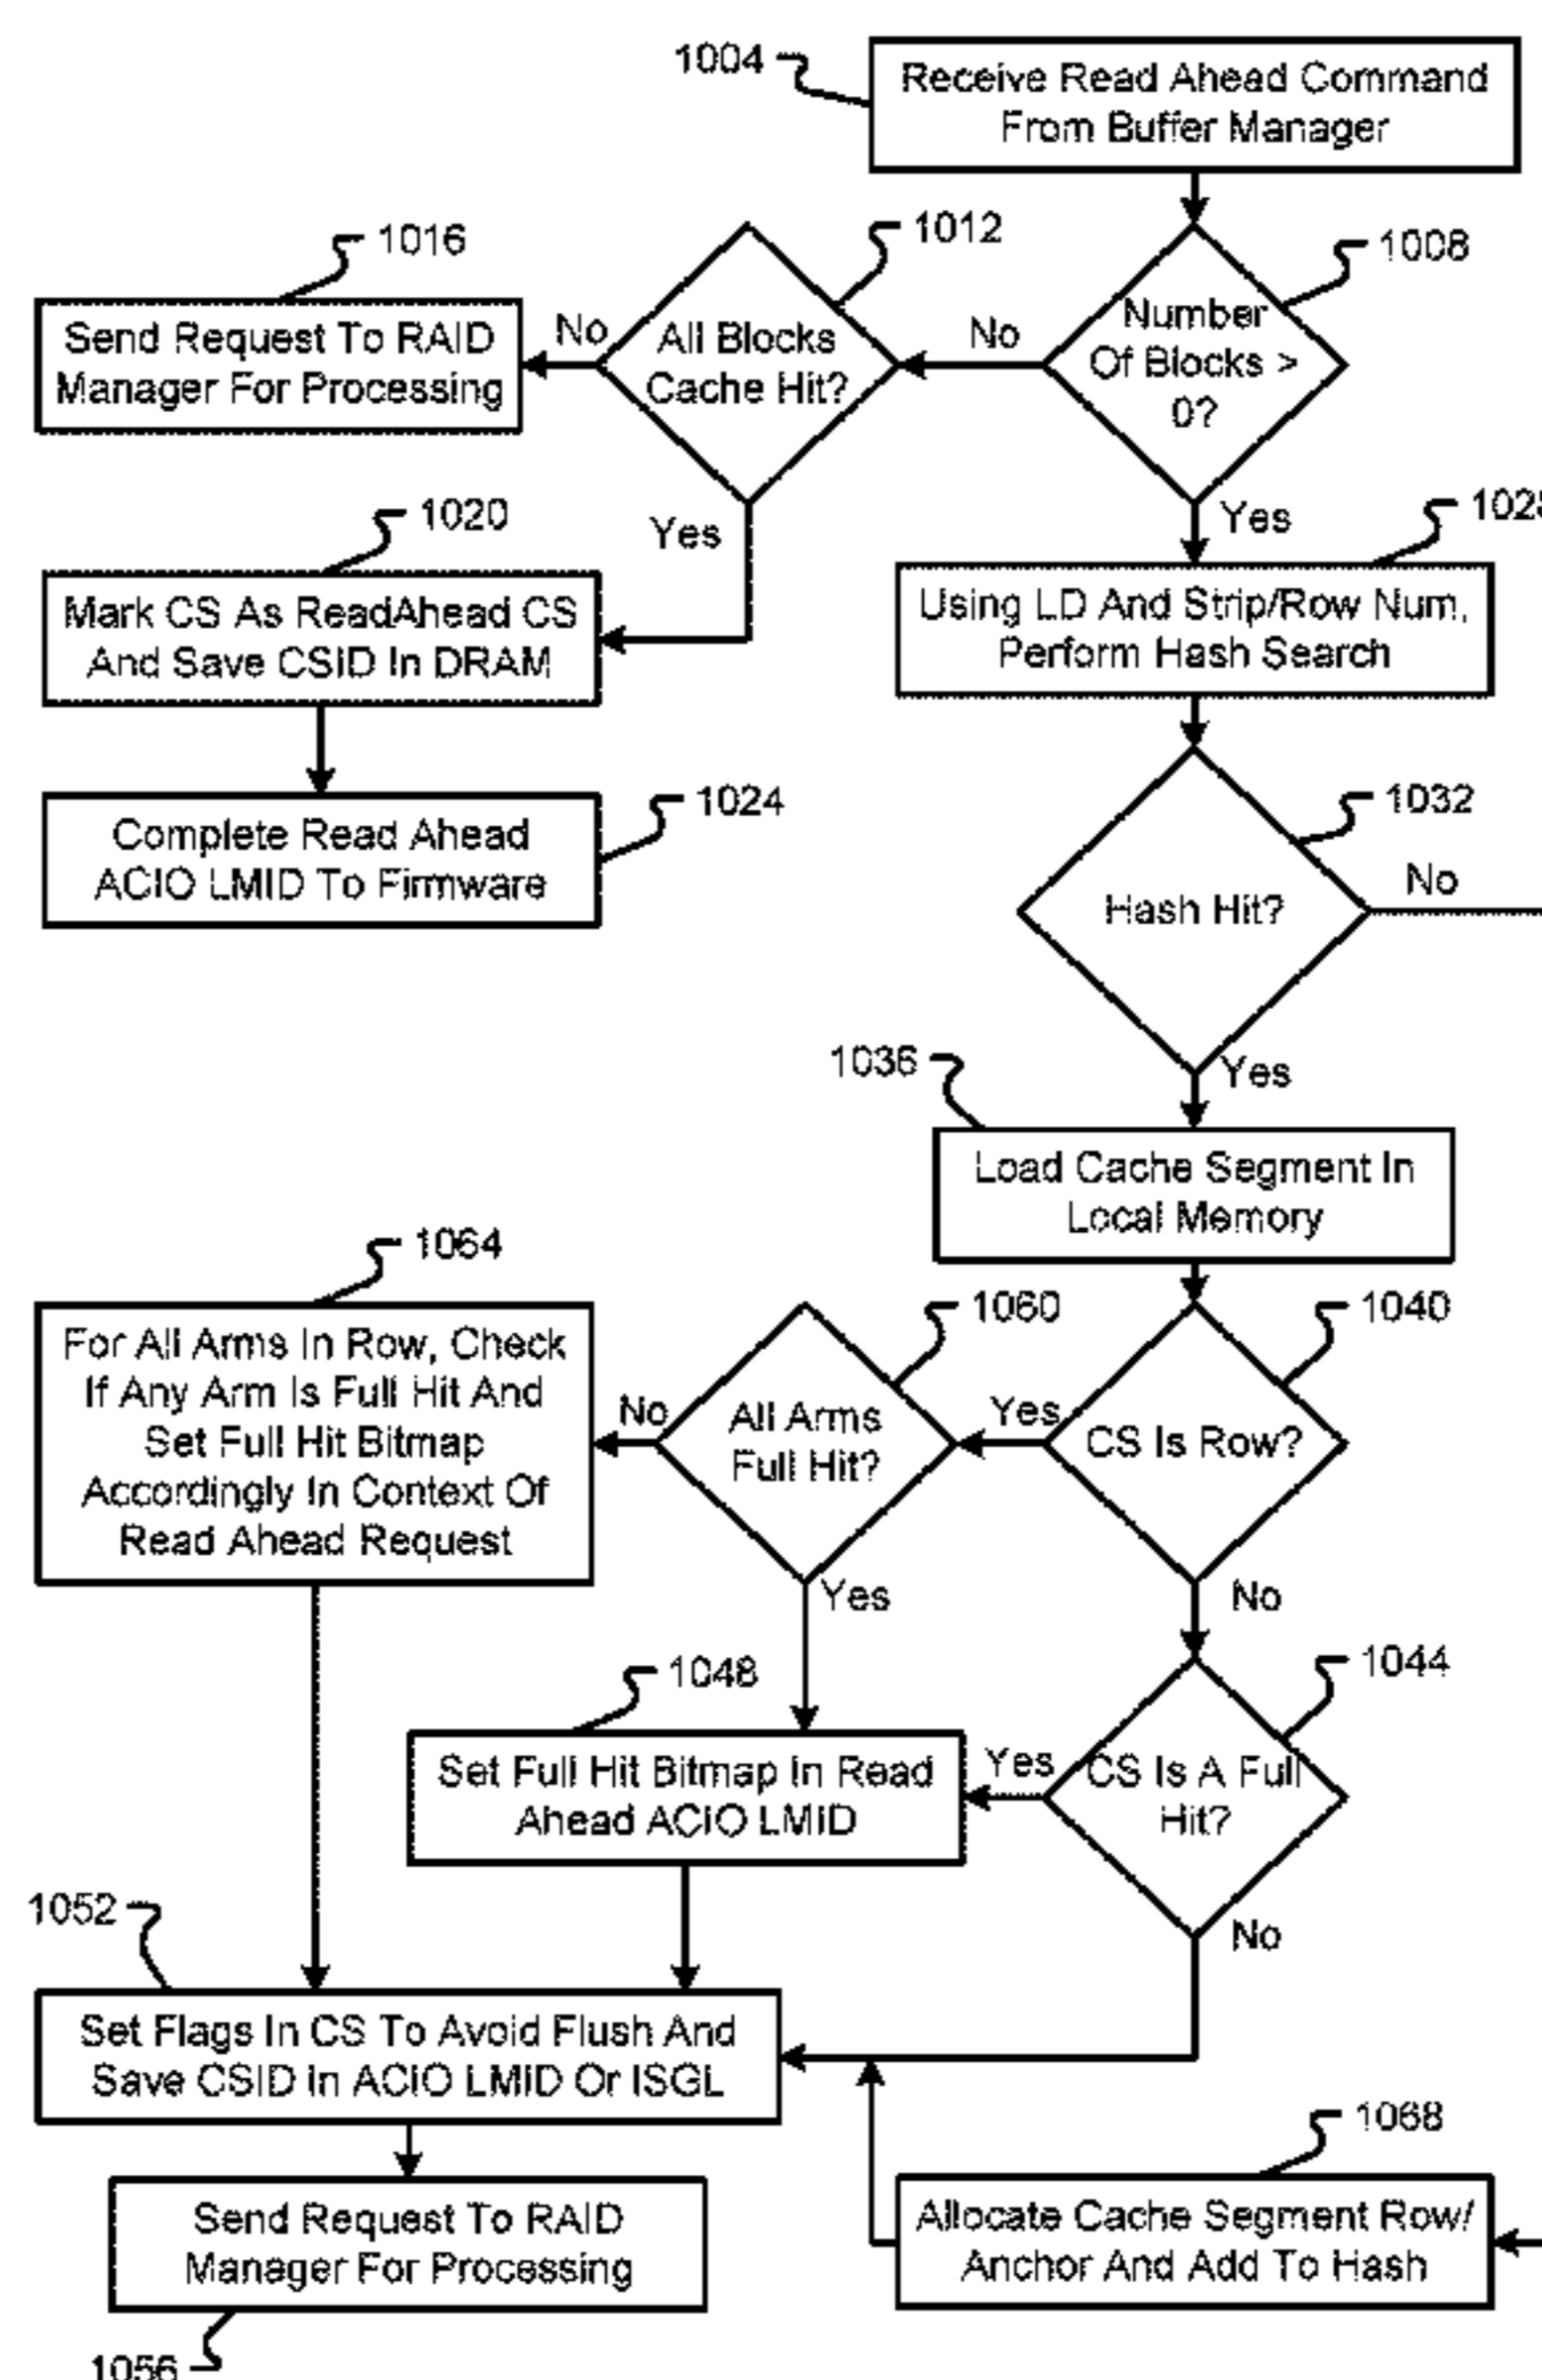 1004
Receive Read Ahead Command
From Buffer Manager
1016
1012
1008
Send Request To RAID
Manager For Processing
No
All Blocks
Cache Hit?
No
Number
Of Blocks >
0?
1020
Yes
Yes
Mark CS As ReadAhead CS
And Save CSID In DRAM
Using LD And Strip/Row Num,
Perform Hash Search
1024
Complete Read Ahead
ACIO LMID To Firmware
1032
Hash Hit?
No
Yes
1036
Load Cache Segment In
Local Memory
1064
1060
1040
For All Arms In Row, Check
If Any Arm Is Full Hit And
Set Full Hit Bitmap
Accordingly In Context Of
Read Ahead Request
No
All Arms
Full Hit?
Yes
CS Is Row?
Yes
No
1048
1044
Set Full Hit Bitmap In Read
Ahead ACIO LMID
Yes
CS Is A Full
Hit?
No
1052
Set Flags In CS To Avoid Flush And
Save CSID In ACIO LMID Or ISGL
1068
Send Request To RAID
Manager For Processing
Allocate Cache Segment Row/
Anchor And Add To Hash
1056